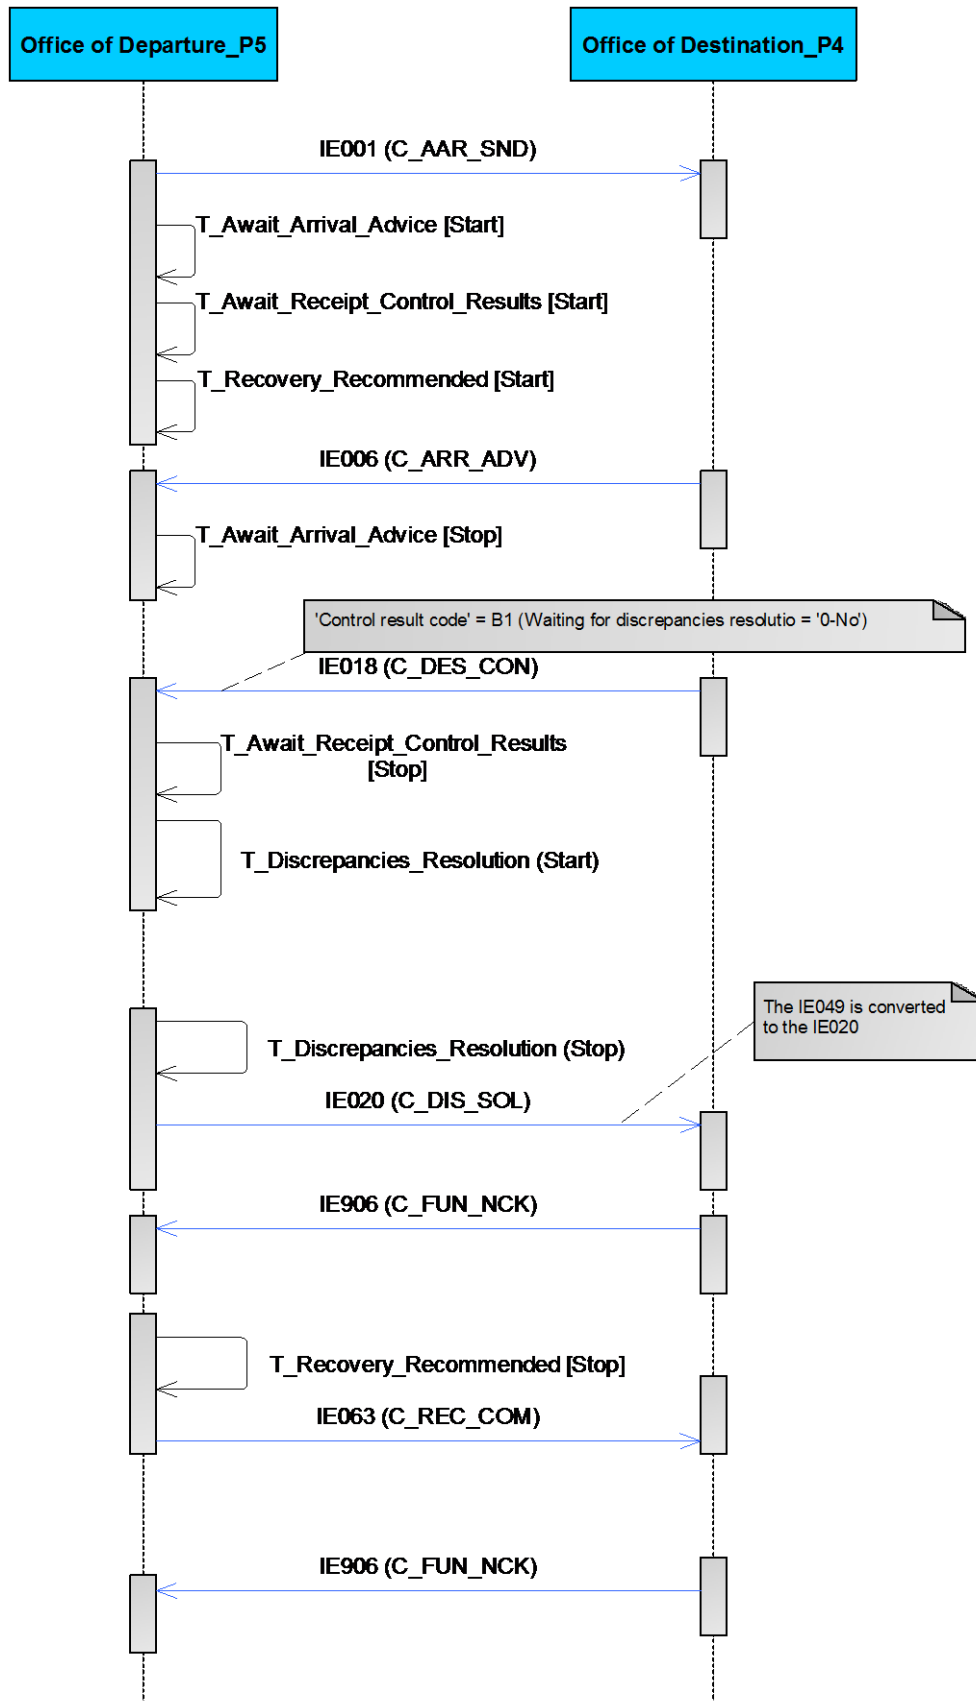 Office of Departure_P5
Office of Destination_P4
IE001 (C_AAR_SND)
T_Await_Arrival_Advice [Start]
T_Await_Receipt_Control_Results [Start]
T_Recovery_Recommended [Start]
IE006 (C_ARR_ADV)
T_Await_Arrival_Advice [Stop]
'Control result code' = B1 (Waiting for discrepancies resolutio = '0-No')
IE018 (C_DES_CON)
T_Await_Receipt_Control_Results
[Stop]
T_Discrepancies_Resolution (Start)
The IE049 is converted
to the IE020
T_Discrepancies_Resolution (Stop)
IE020 (C_DIS_SOL)
IE906 (C_FUN_NCK)
T_Recovery_Recommended [Stop]
IE063 (C_REC_COM)
IE906 (C_FUN_NCK)